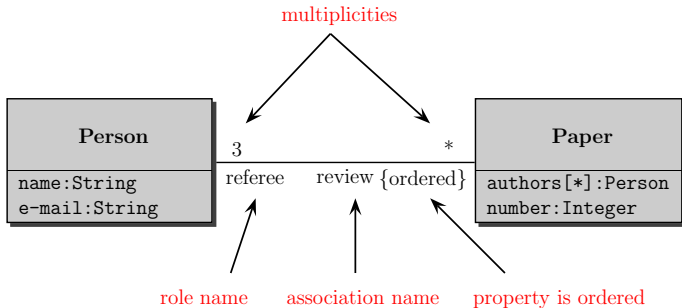 multiplicities
Person
name:String
e-mail:String
3
*
referee
review
{ordered}
Paper
authors[*]:Person
number:Integer
role name
association name
property is ordered